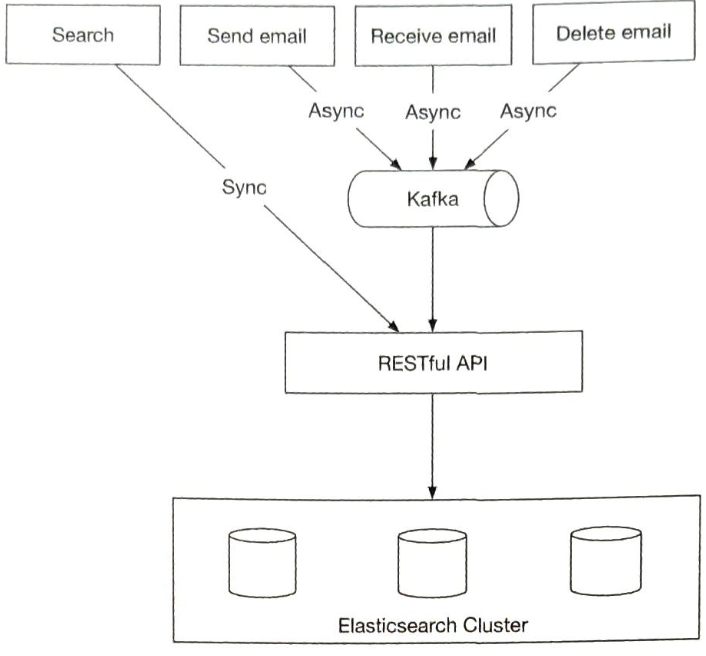 Search
Send email
Receive email
Delete email
Async
Async
Async
Sync
Kafka
RESTful API
Elasticsearch Cluster